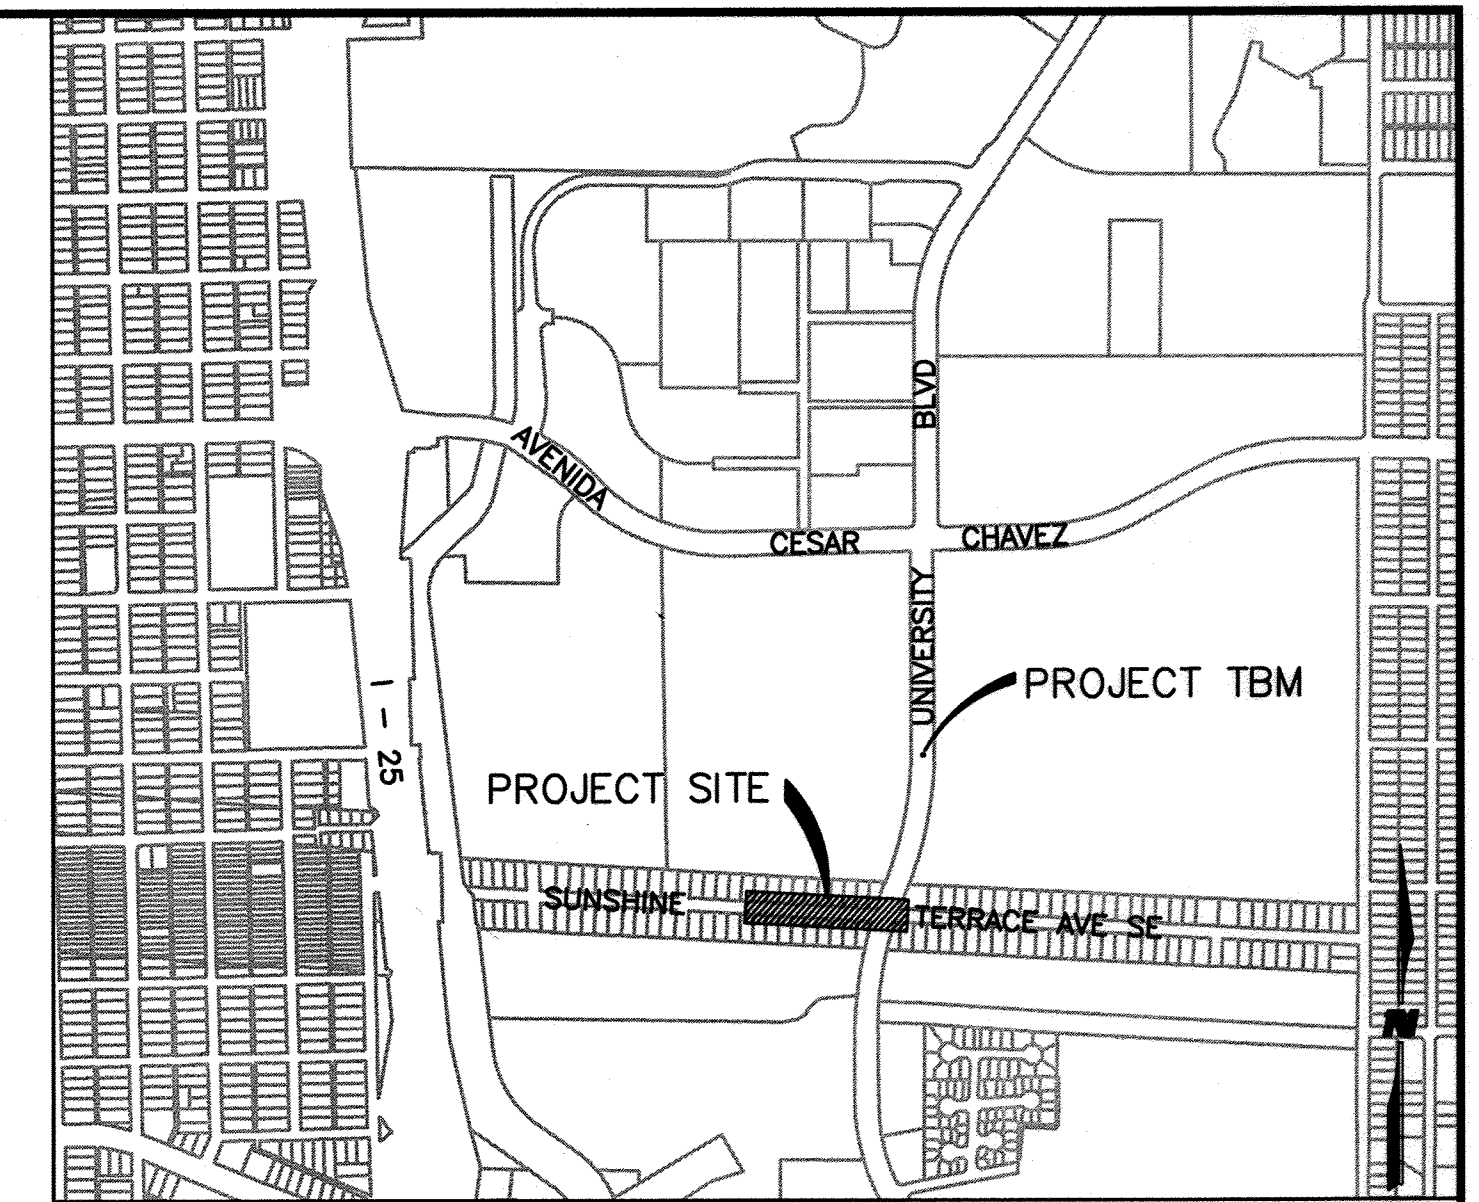 BLVD
AVENIDA
CESAR
CHAVEZ
UNIVERSITY
PROJECT TBM
I - 25
PROJECT SITE
SUNSHINE
TERRACE AVE SE
N